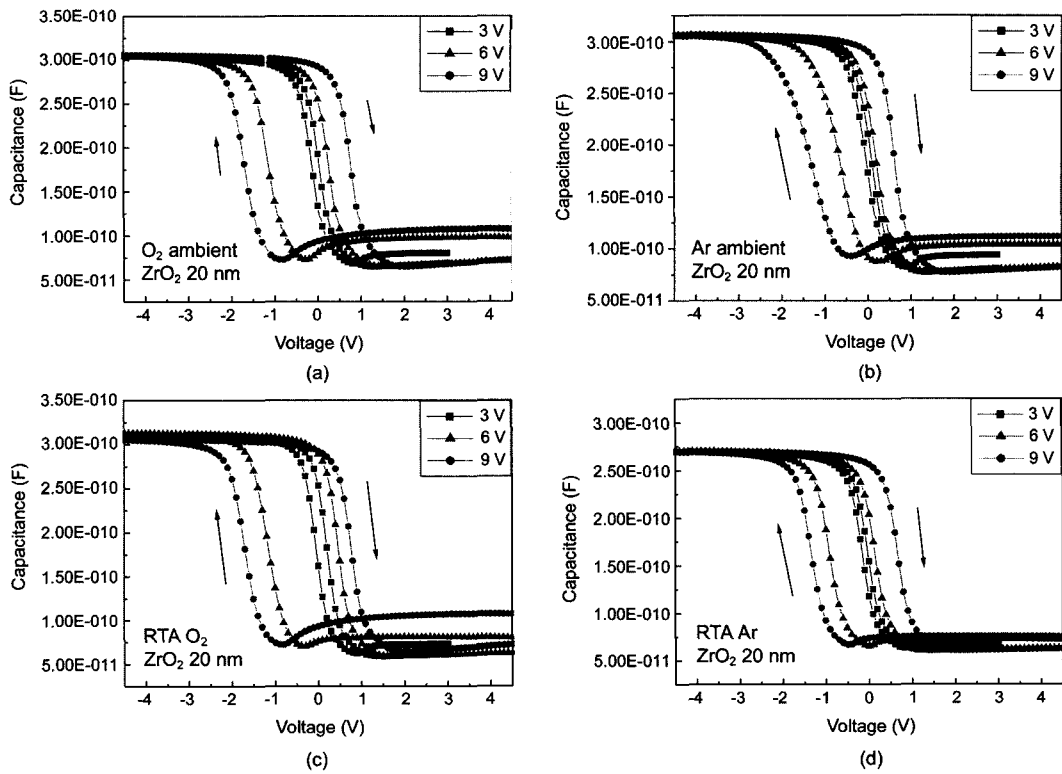 3.50E-010
3.00E-010
2.50E-010
2.00E-010
1.50E-010
1.00E-010
5.00E-011
Capacitance (F)
3 V
6 V
9 V
O₂ ambient
ZrO₂ 20 nm
-4 -3 -2 -1 0 1 2 3 4
Voltage (V)
(a)
3.00E-010
2.50E-010
2.00E-010
1.50E-010
1.00E-010
5.00E-011
Capacitance (F)
3 V
6 V
9 V
Ar ambient
ZrO₂ 20 nm
-4 -3 -2 -1 0 1 2 3 4
Voltage (V)
(b)
3.50E-010
3.00E-010
2.50E-010
2.00E-010
1.50E-010
1.00E-010
5.00E-011
Capacitance (F)
3 V
6 V
9 V
RTA O₂
ZrO₂ 20 nm
-4 -3 -2 -1 0 1 2 3 4
Voltage (V)
(c)
3.00E-010
2.50E-010
2.00E-010
1.50E-010
1.00E-010
5.00E-011
Capacitance (F)
3 V
6 V
9 V
RTA Ar
ZrO₂ 20 nm
-4 -3 -2 -1 0 1 2 3 4
Voltage (V)
(d)